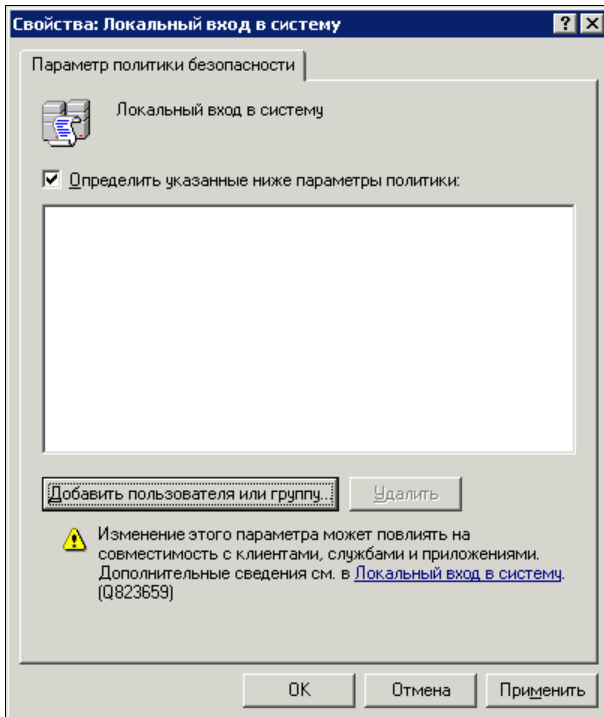 Свойства: Локальный вход в систему
Параметр политики безопасности
Локальный вход в систему
Определить указанные ниже параметры политики:
Добавить пользователя или группу...
Удалить
Изменение этого параметра может повлиять на
совместимость с клиентами, службами и приложениями.
Дополнительные сведения см. в Локальный вход в систему.
(Q823659)
ОК
Отмена
Применить